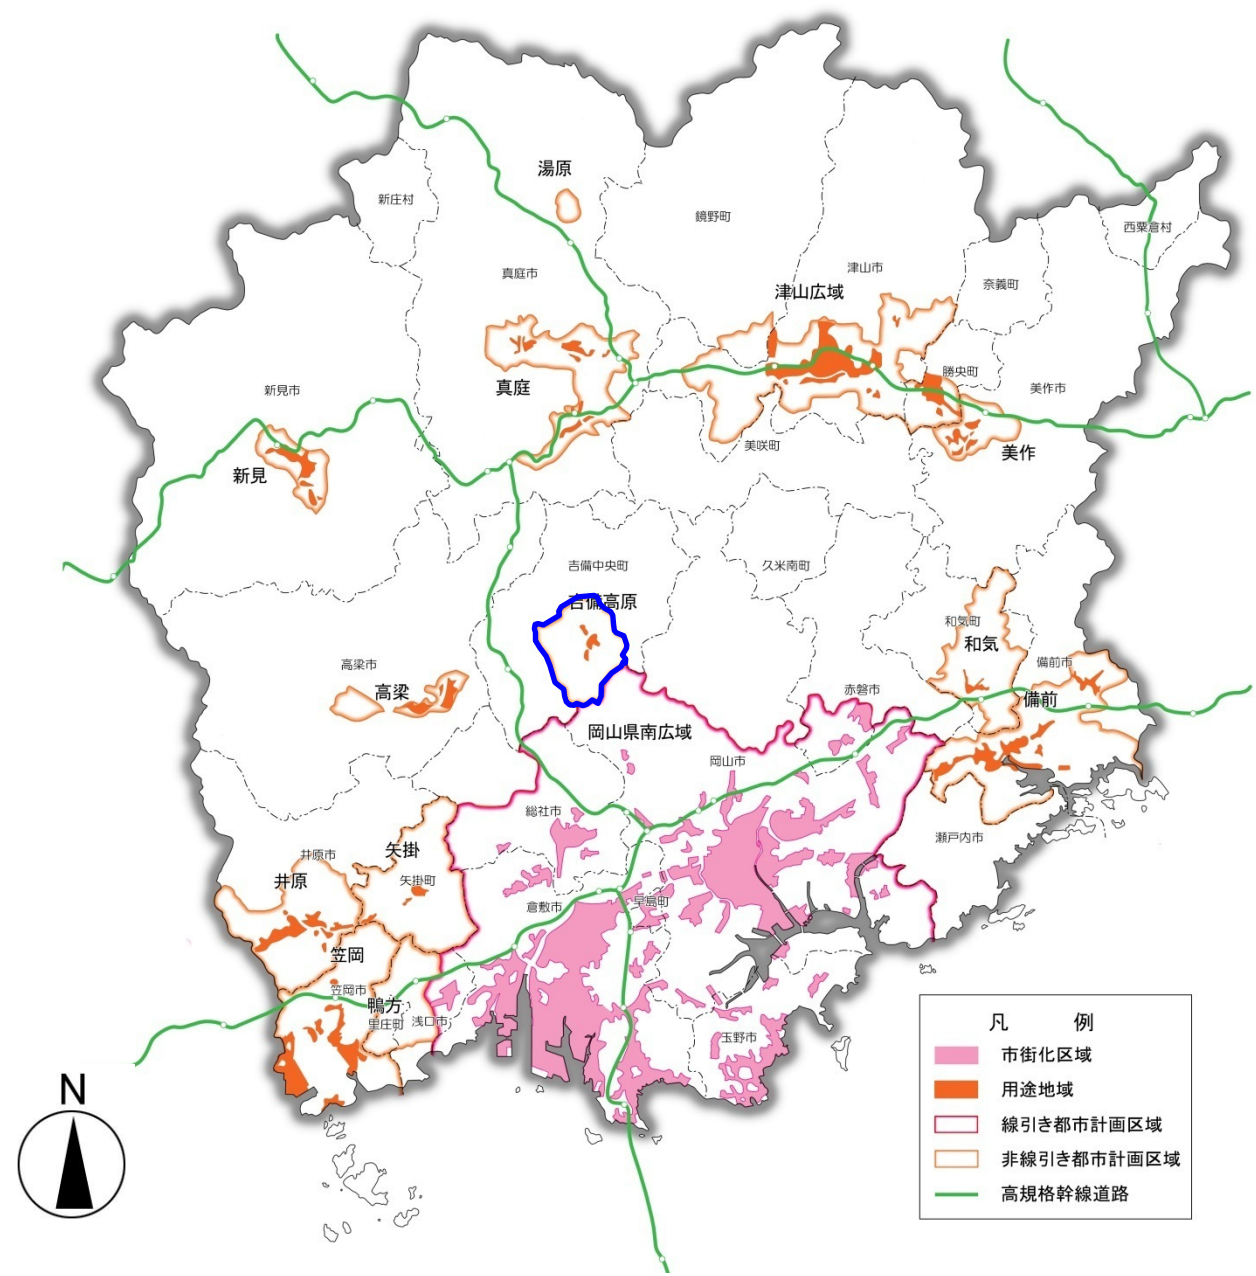 湯原
新庄村
鏡野町
西粟倉村
真庭市
津山市
奈義町
津山広域
新見市
真庭
勝央町
美作市
美咲町
美作
新見
吉備中央町
久米南町
吉備高原
和気町
和気
備前市
高梁市
高梁
赤磐市
備前
岡山県南広域
岡山市
総社市
瀬戸内市
矢掛
井原市
井原
矢掛町
倉敷市
早島町
笠岡
笠岡市
鴨方
里庄町
浅口市
玉野市
凡 例
市街化区域
用途地域
線引き都市計画区域
非線引き都市計画区域
高規格幹線道路
N